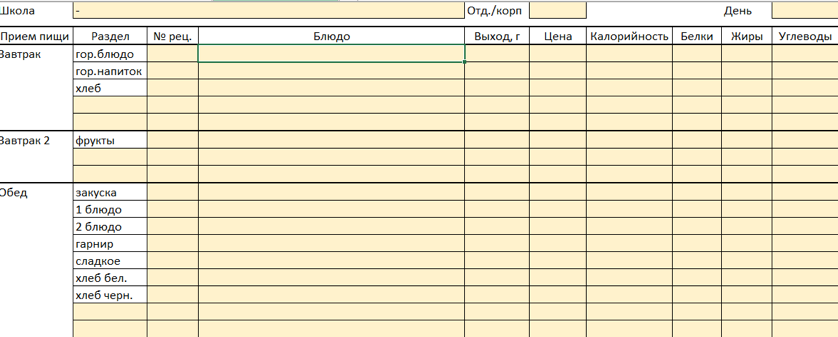 Школа - Отд./корп День
Прием пищи Раздел № рец. Блюдо Выход, г Цена Калорийность Белки Жиры Углеводы
Завтрак гор.блюдо
гор.напиток
хлеб
Завтрак 2 фрукты
Обед закуска
1 блюдо
2 блюдо
гарнир
сладкое
хлеб бел.
хлеб черн.